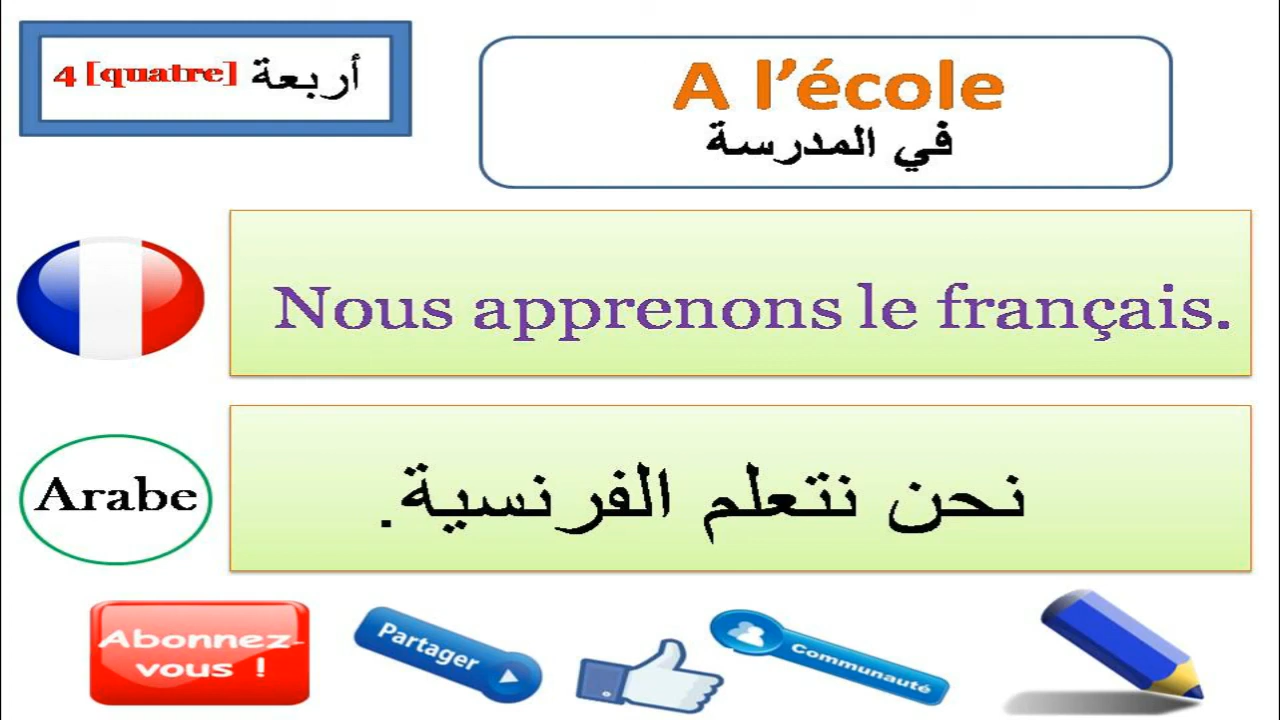 4 [quatre] أربعة
A l'école
في المدرسة
Nous apprenons le français.
Arabe
نحن نتعلم الفرنسية.
Abonnez-
vous !
Partager
Communauté